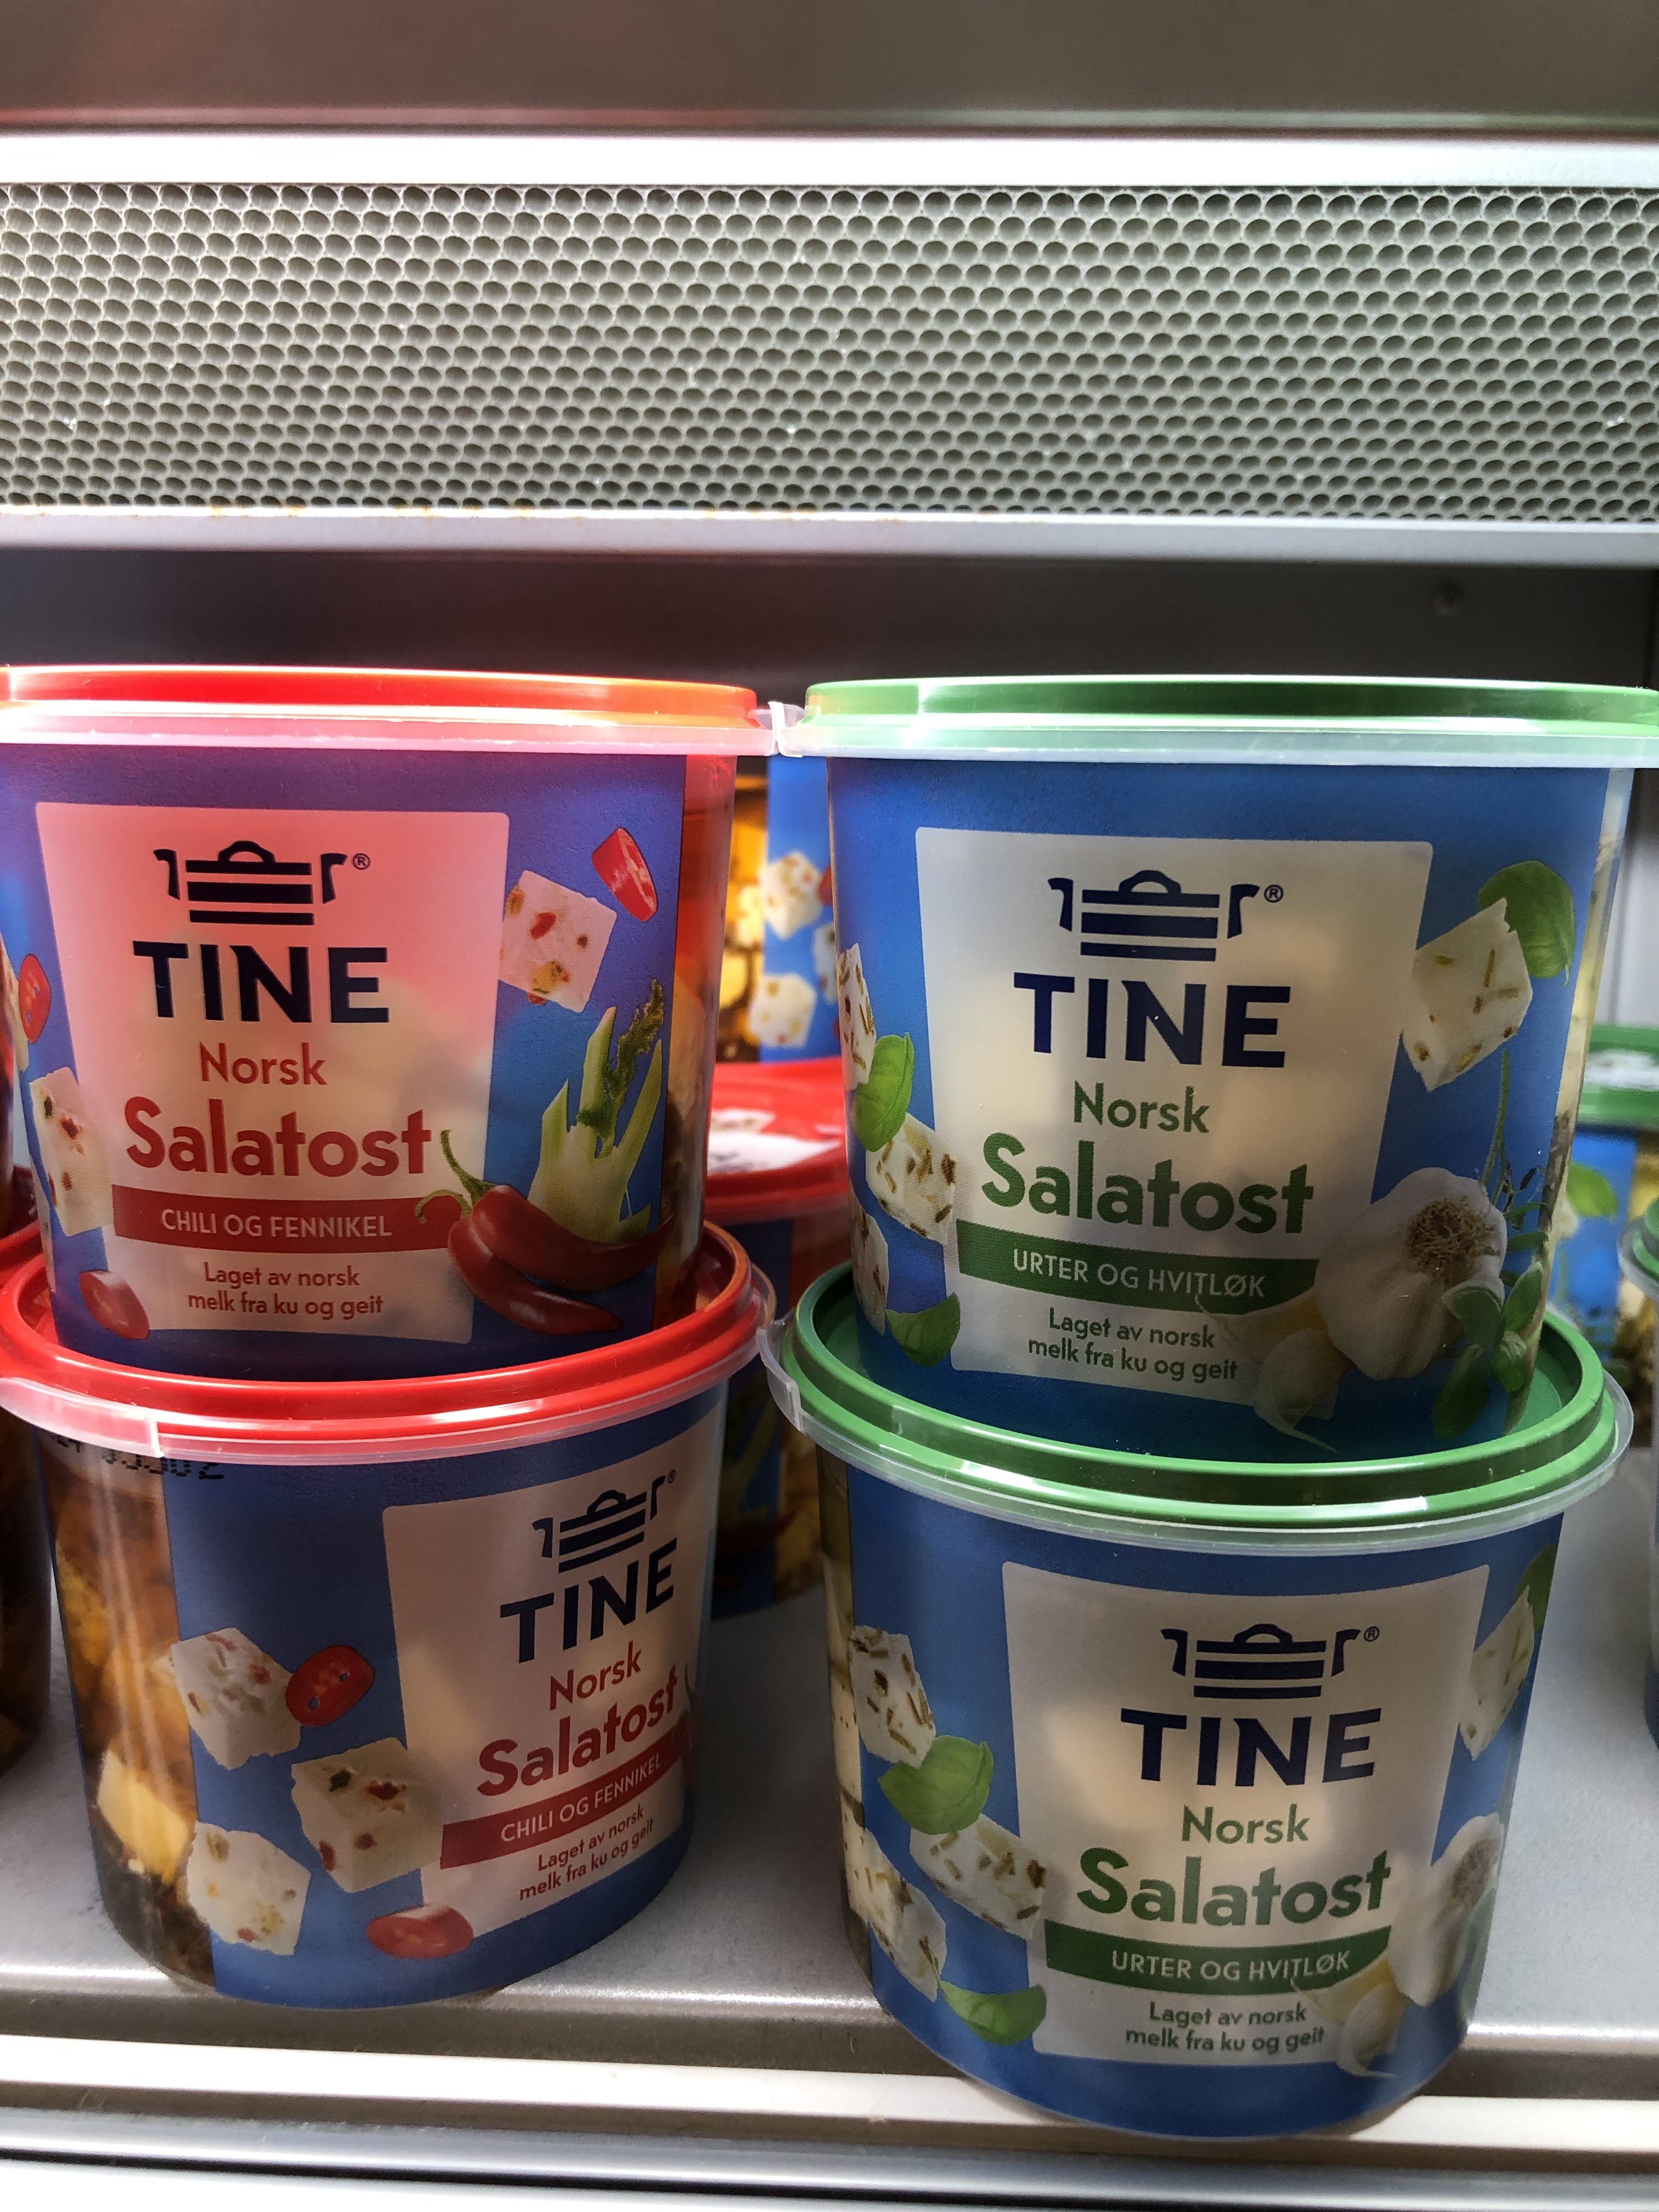 TINE®
Norsk
Salatost
CHILI OG FENNIKEL
Laget av norsk
melk fra ku og geit
TINE®
Norsk
Salatost
URTER OG HVITLØK
Laget av norsk
melk fra ku og geit
TINE®
Norsk
Salatost
CHILI OG FENNIKEL
Laget av norsk
melk fra ku og geit
TINE®
Norsk
Salatost
URTER OG HVITLØK
Laget av norsk
melk fra ku og geit